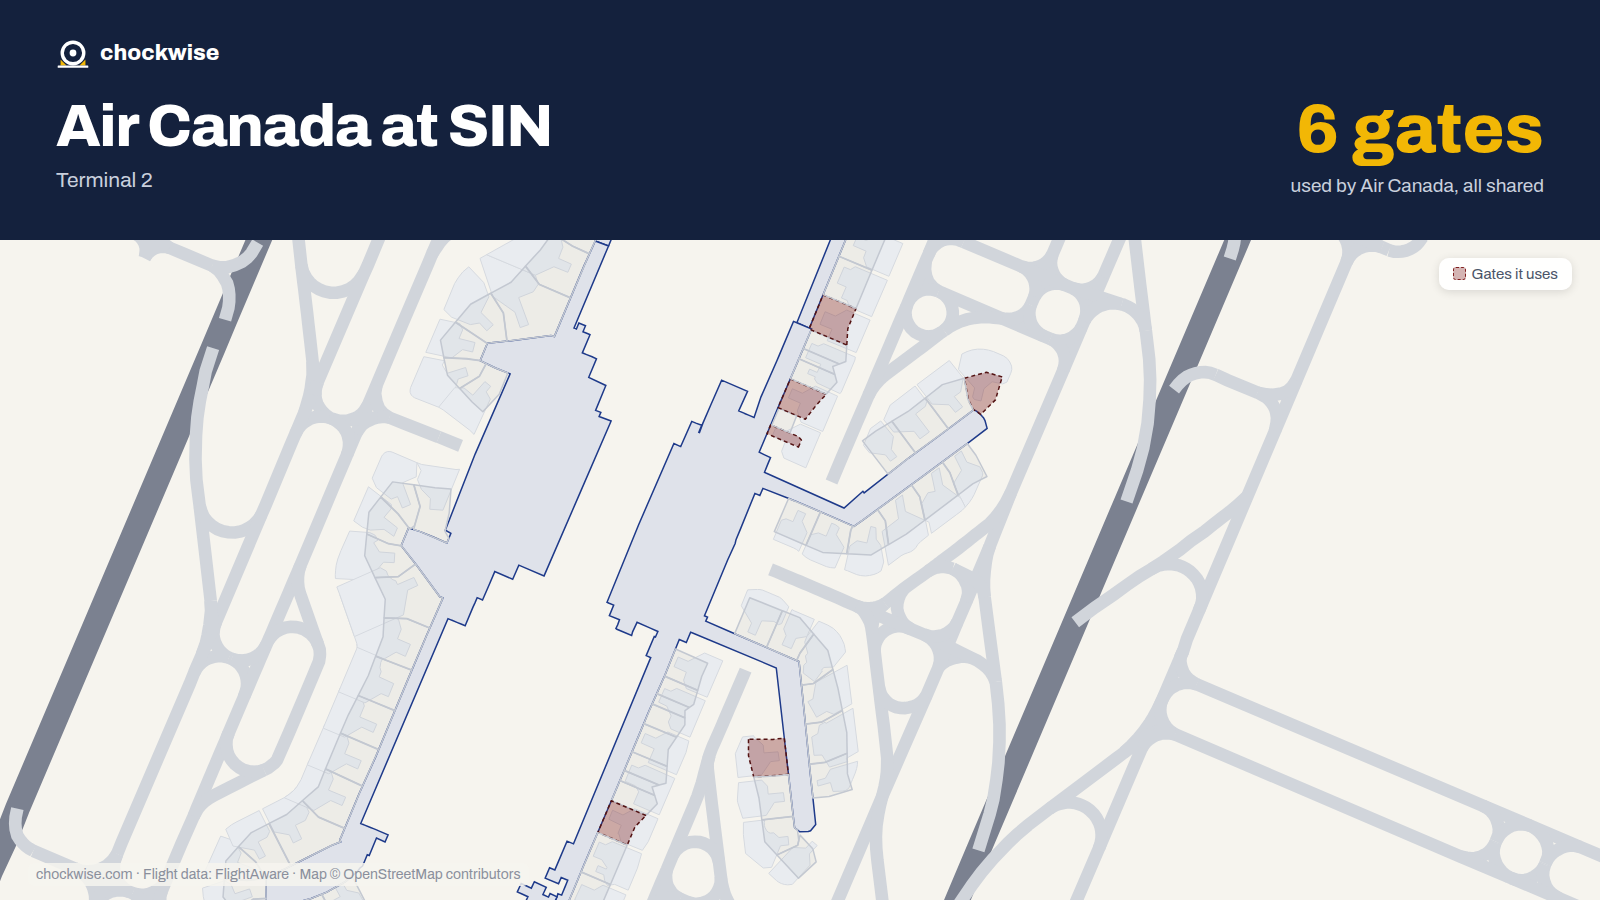 chockwise
Air Canada at SIN
Terminal 2
6 gates
used by Air Canada, all shared
Gates it uses
chockwise.com · Flight data: FlightAware · Map © OpenStreetMap contributors